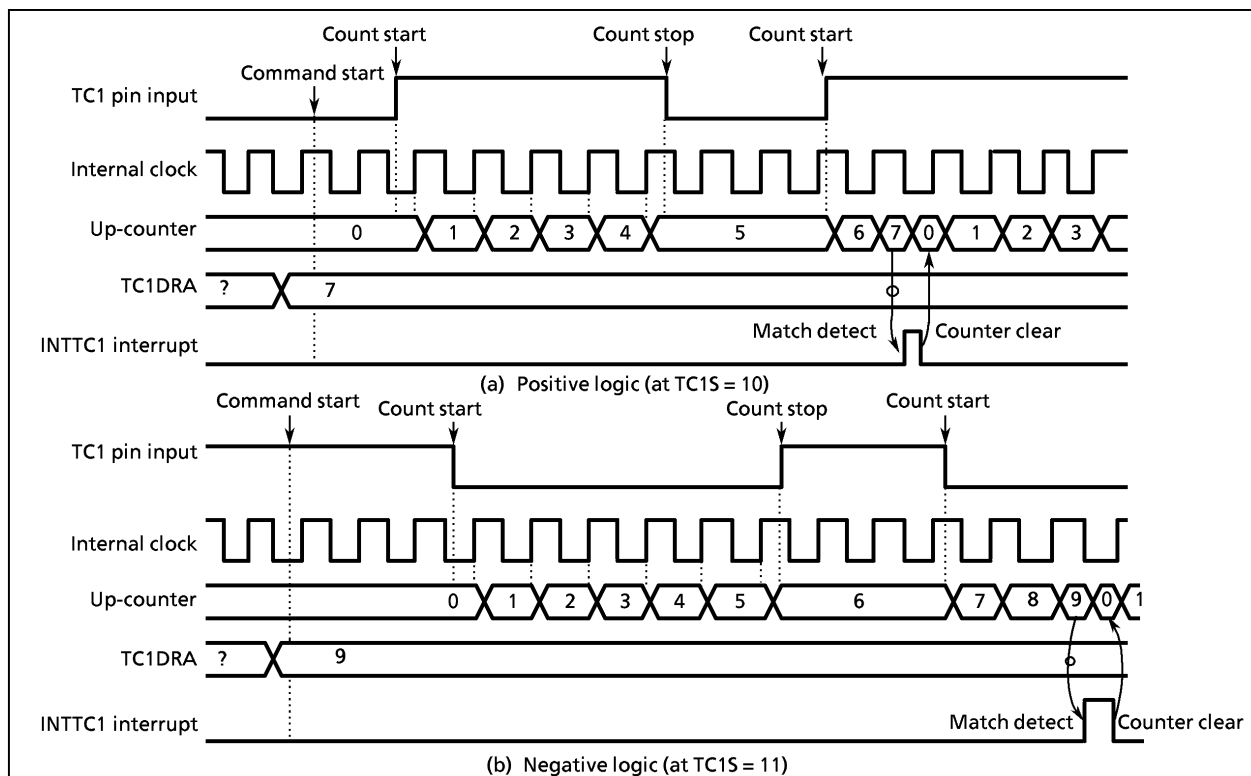 Count start Count stop Count start
Command start
TC1 pin input
Internal clock
Up-counter 0 1 2 3 4 5 6 7 0 1 2 3
TC1DRA ? 7
Match detect Counter clear
INTTC1 interrupt
(a) Positive logic (at TC1S = 10)
Command start Count start Count stop Count start
TC1 pin input
Internal clock
Up-counter 0 1 2 3 4 5 6 7 8 9 0 1
TC1DRA ? 9
INTTC1 interrupt Match detect Counter clear
(b) Negative logic (at TC1S = 11)